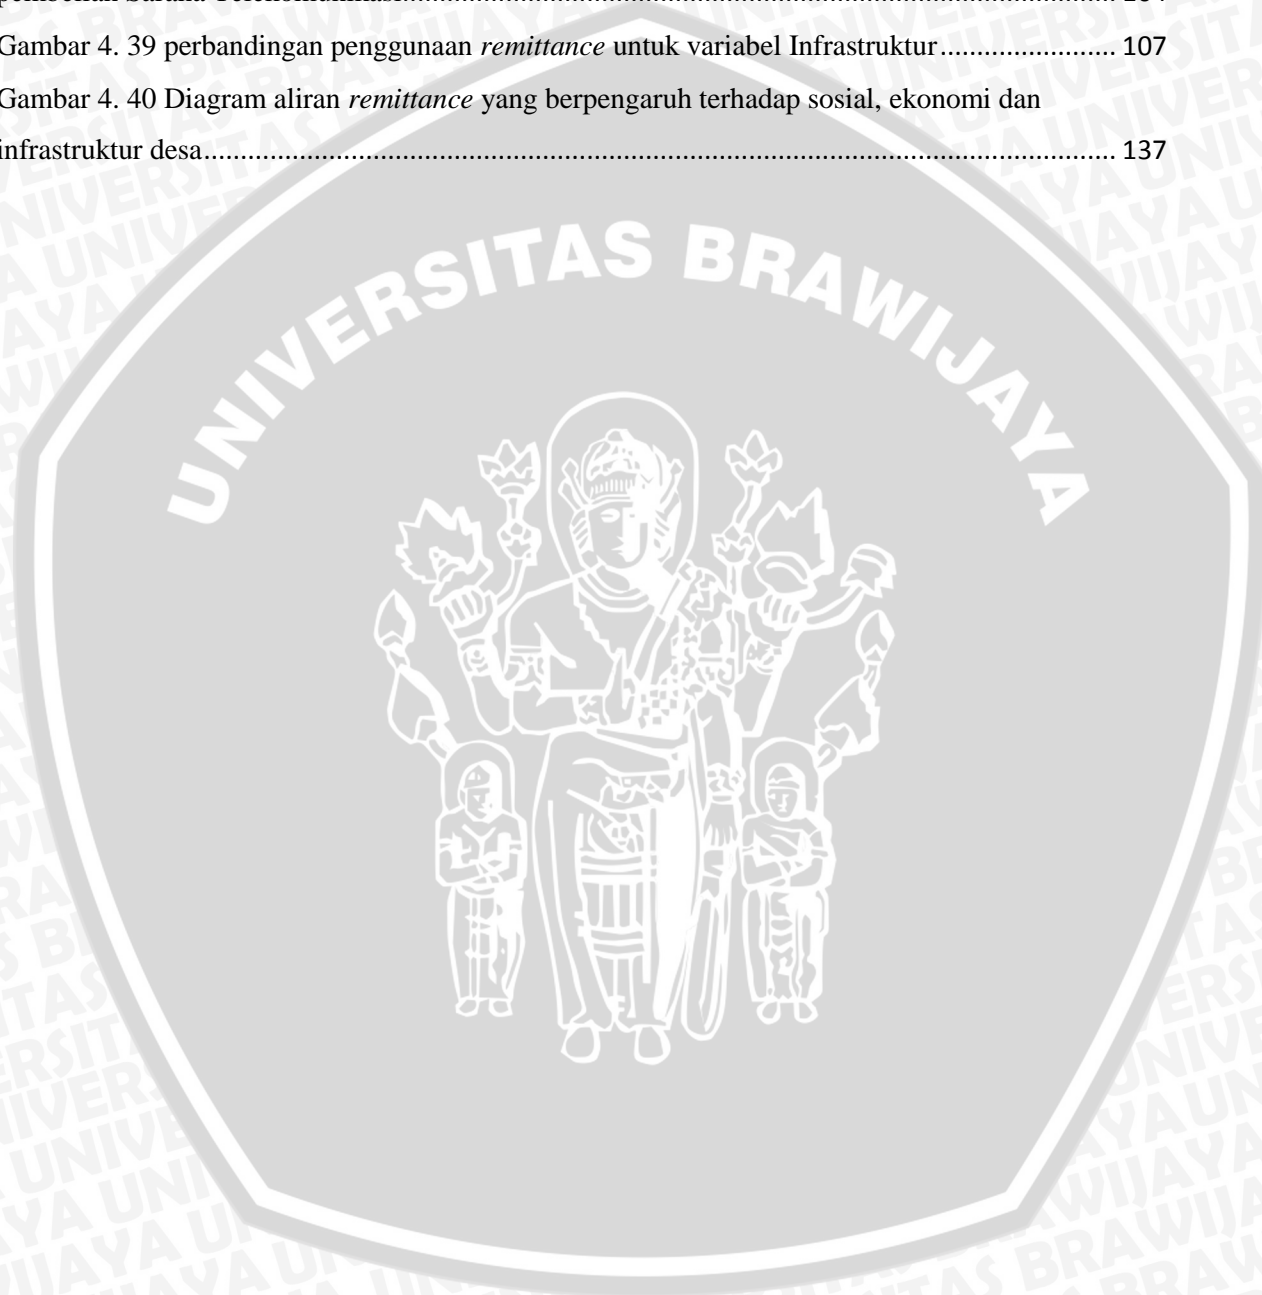 Gambar 4. 39 perbandingan penggunaan remittance untuk variabel Infrastruktur....................... 107
Gambar 4. 40 Diagram aliran remittance yang berpengaruh terhadap sosial, ekonomi dan
infrastruktur desa........................................................................................................................ 137
UNIVERSITAS BRAWIJAYA